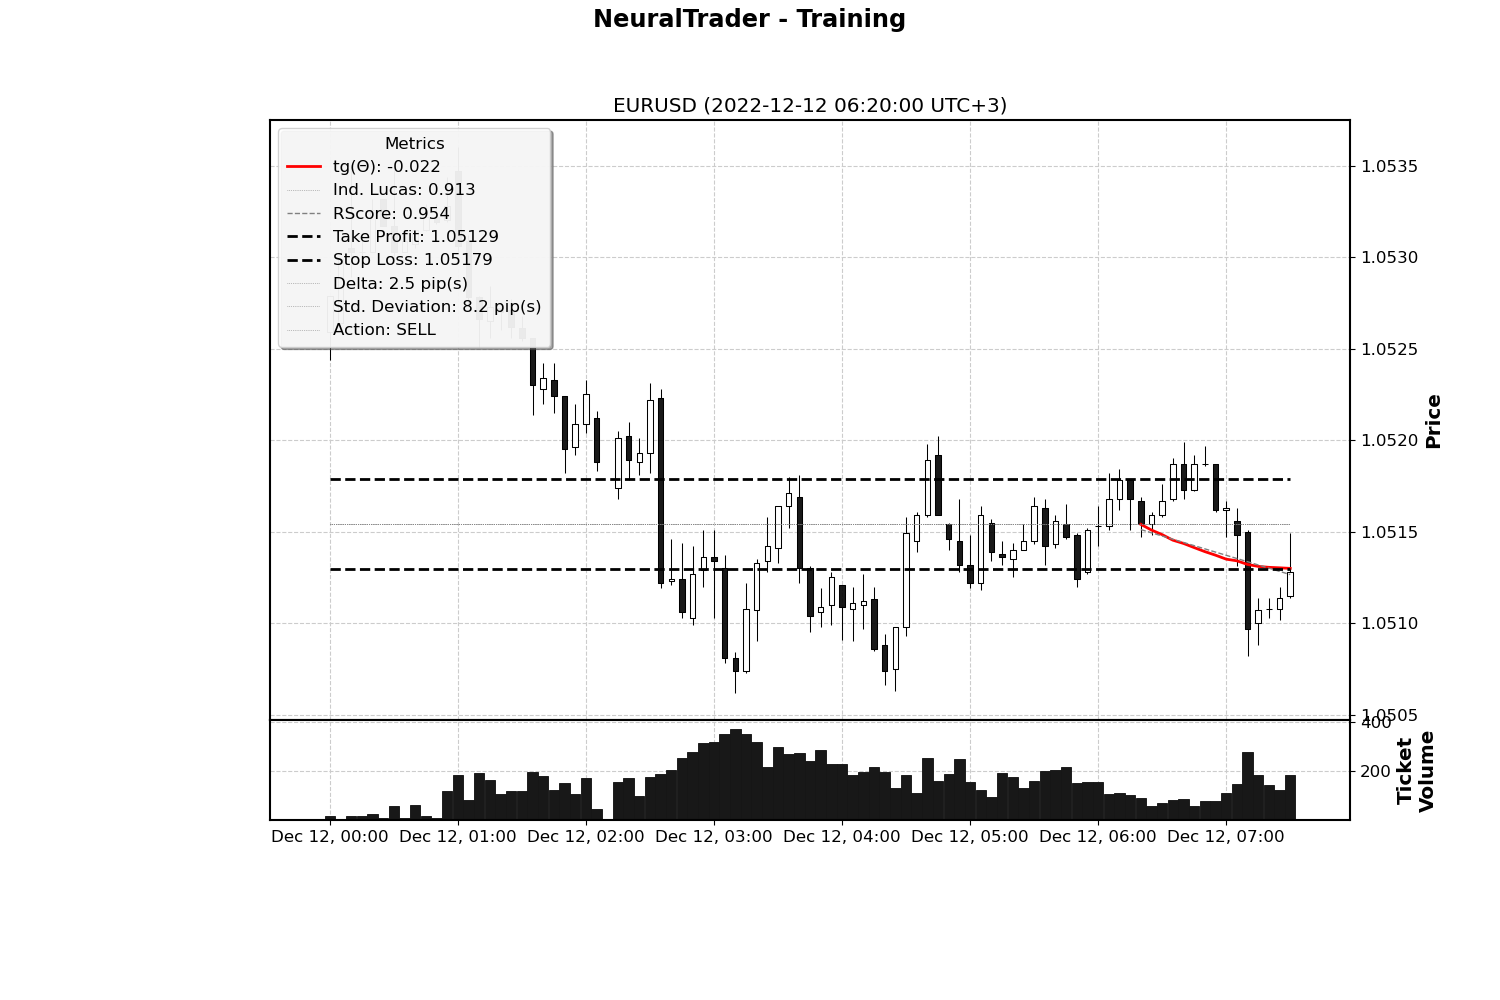 NeuralTrader - Training
EURUSD (2022-12-12 06:20:00 UTC+3)
Metrics
tg(Θ): -0.022
Ind. Lucas: 0.913
RScore: 0.954
Take Profit: 1.05129
Stop Loss: 1.05179
Delta: 2.5 pip(s)
Std. Deviation: 8.2 pip(s)
Action: SELL
1.0535
1.0530
1.0525
1.0520
1.0515
1.0510
1.0505
Price
400
200
Ticket
Volume
Dec 12, 00:00 Dec 12, 01:00 Dec 12, 02:00 Dec 12, 03:00 Dec 12, 04:00 Dec 12, 05:00 Dec 12, 06:00 Dec 12, 07:00